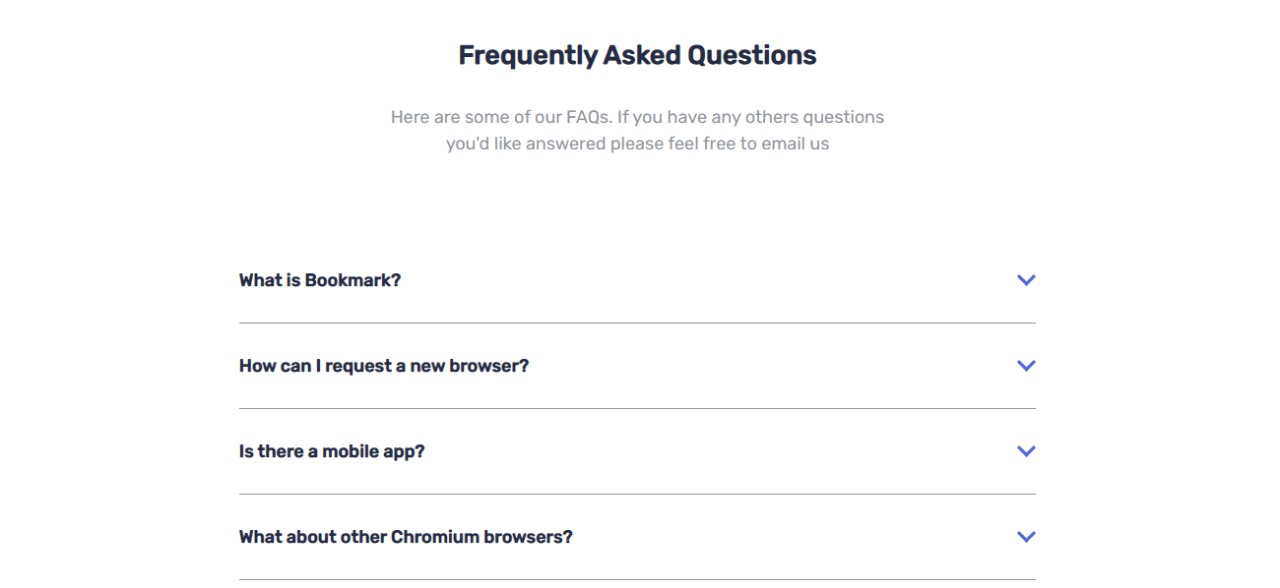 Frequently Asked Questions
Here are some of our FAQs. If you have any others questions
you'd like answered please feel free to email us
What is Bookmark?
How can I request a new browser?
Is there a mobile app?
What about other Chromium browsers?